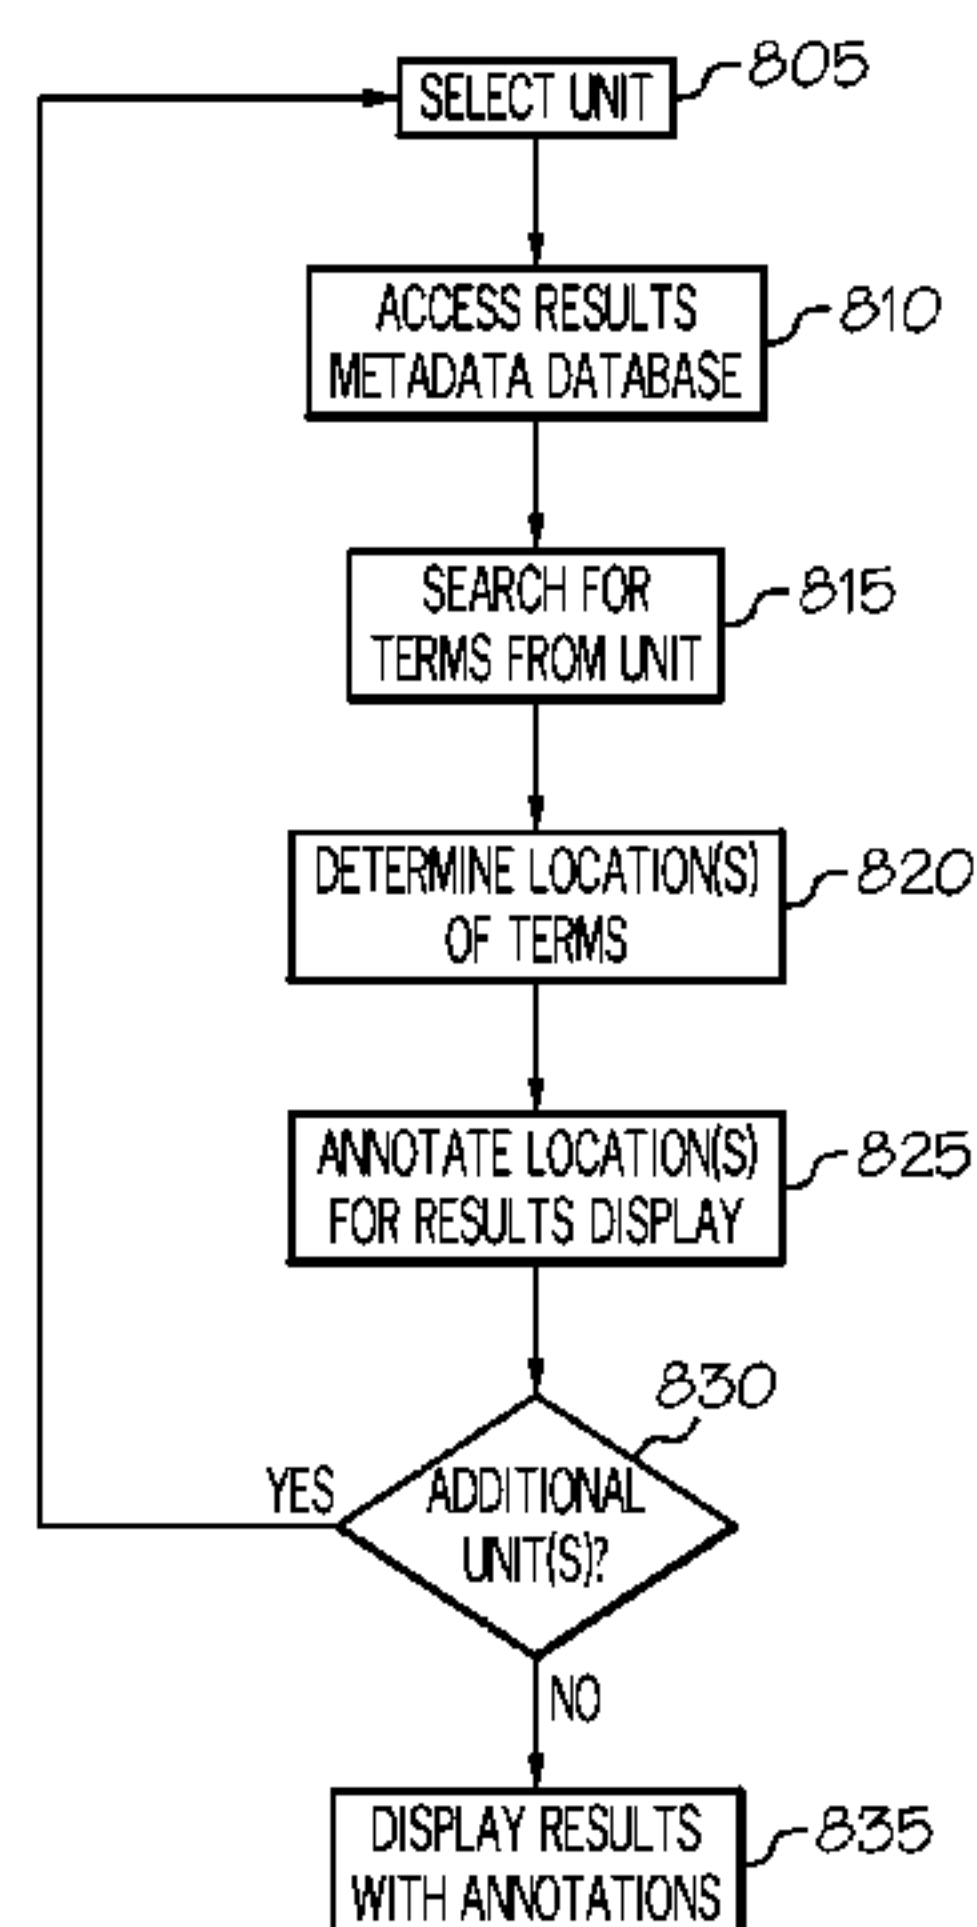 SELECT UNIT
805
ACCESS RESULTS
METADATA DATABASE
810
SEARCH FOR
TERMS FROM UNIT
815
DETERMINE LOCATION(S)
OF TERMS
820
ANNOTATE LOCATION(S)
FOR RESULTS DISPLAY
825
830
YES
ADDITIONAL
UNIT(S)?
NO
DISPLAY RESULTS
WITH ANNOTATIONS
835